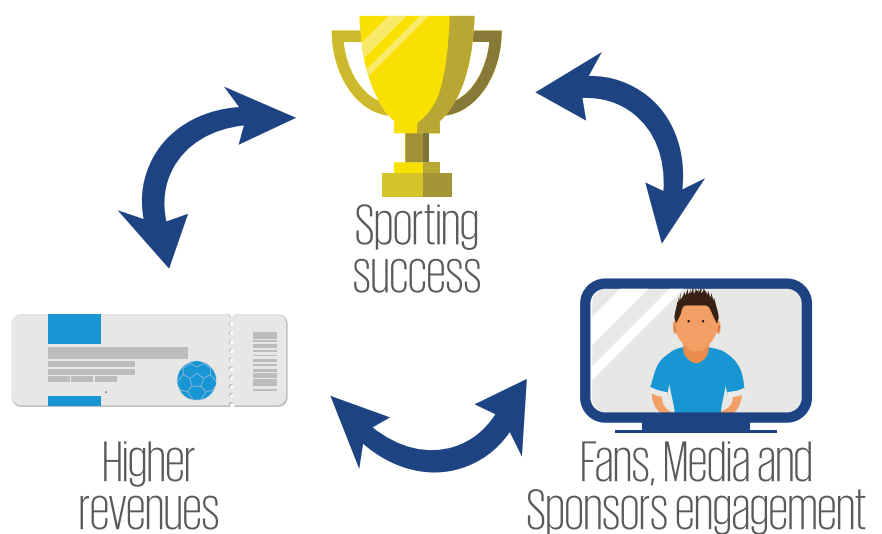 Sporting
success
Higher
revenues
Fans, Media and
Sponsors engagement